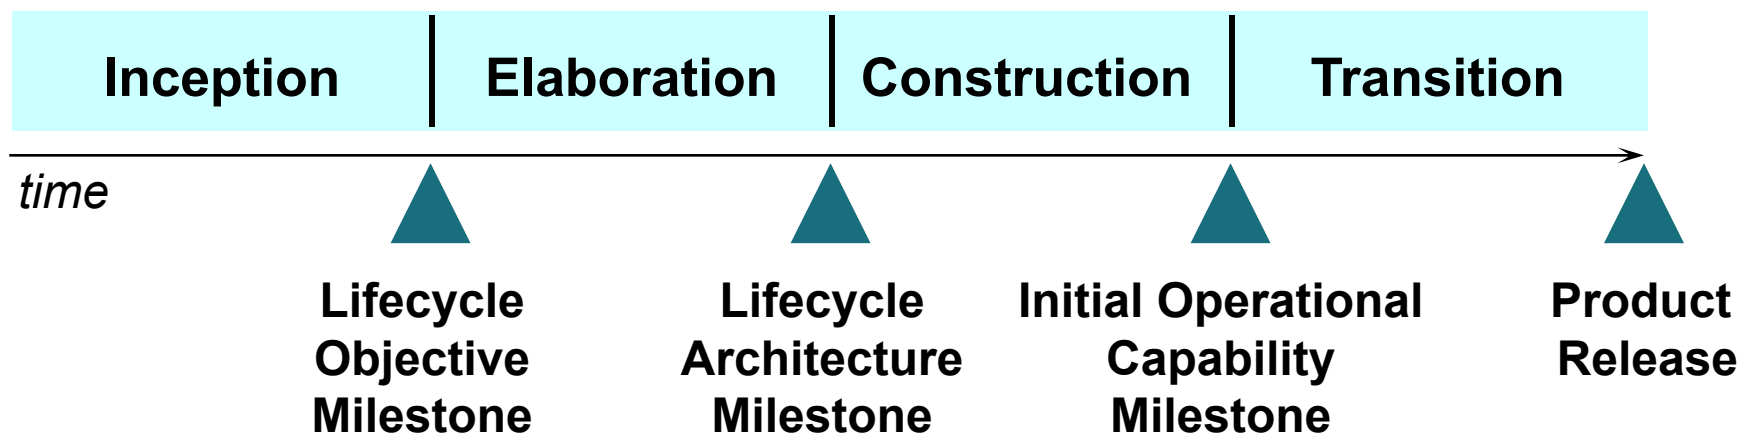 Inception Elaboration Construction Transition
time
Lifecycle
Objective
Milestone
Lifecycle
Architecture
Milestone
Initial Operational
Capability
Milestone
Product
Release